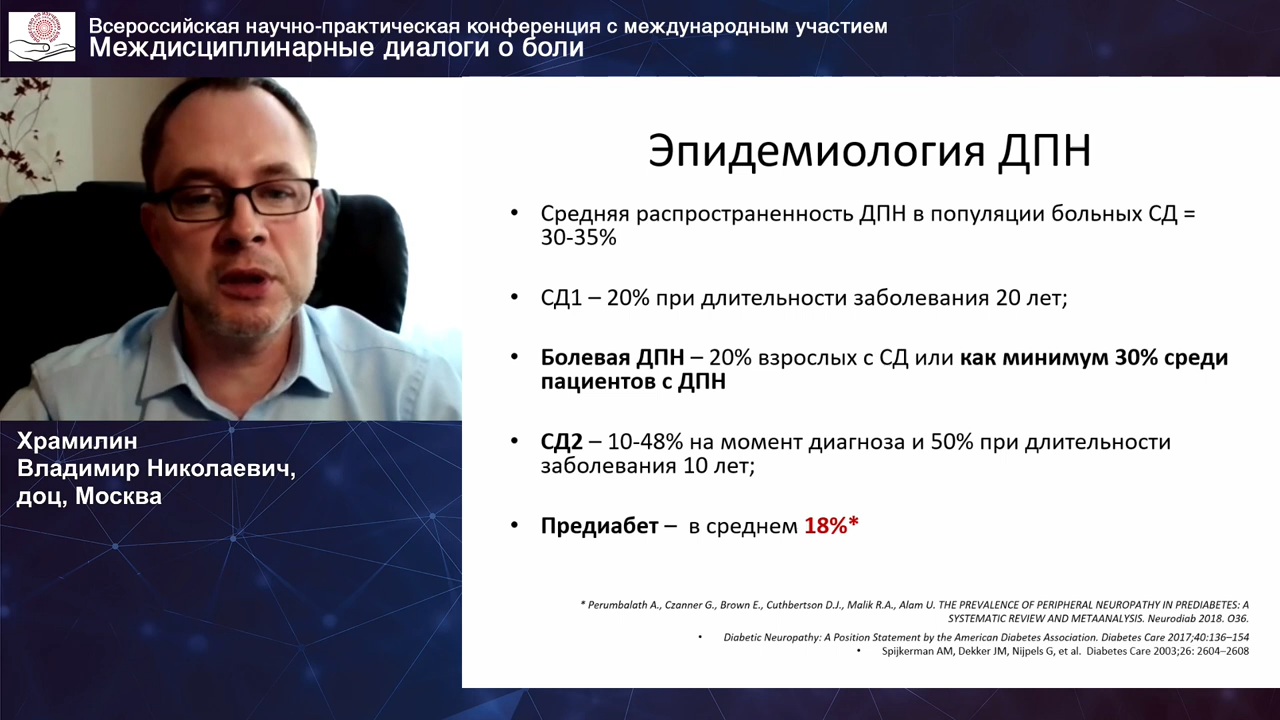 Всероссийская научно-практическая конференция с международным участием
Междисциплинарные диалоги о боли
Храмилин
Владимир Николаевич,
доц, Москва
Эпидемиология ДПН
• Средняя распространенность ДПН в популяции больных СД =
30-35%
• СД1 – 20% при длительности заболевания 20 лет;
• Болевая ДПН – 20% взрослых с СД или как минимум 30% среди
пациентов с ДПН
• СД2 – 10-48% на момент диагноза и 50% при длительности
заболевания 10 лет;
• Предиабет – в среднем 18%*
* Perumbalath A., Czanner G., Brown E., Cuthbertson D.J., Malik R.A., Alam U. THE PREVALENCE OF PERIPHERAL NEUROPATHY IN PREDIABETES: A
SYSTEMATIC REVIEW AND METAANALYSIS. Neurodiab 2018. O36.
• Diabetic Neuropathy: A Position Statement by the American Diabetes Association. Diabetes Care 2017;40:136–154
• Spijkerman AM, Dekker JM, Nijpels G, et al. Diabetes Care 2003;26: 2604–2608